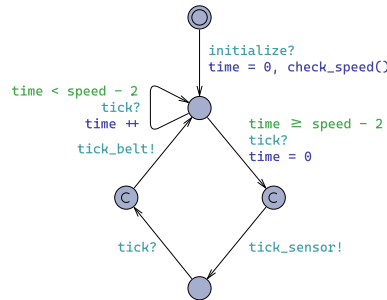 initialize?
time = 0, check_speed()
time < speed - 2
tick?
time ++
time ≥ speed - 2
tick?
time = 0
tick_belt!
C
C
tick?
tick_sensor!